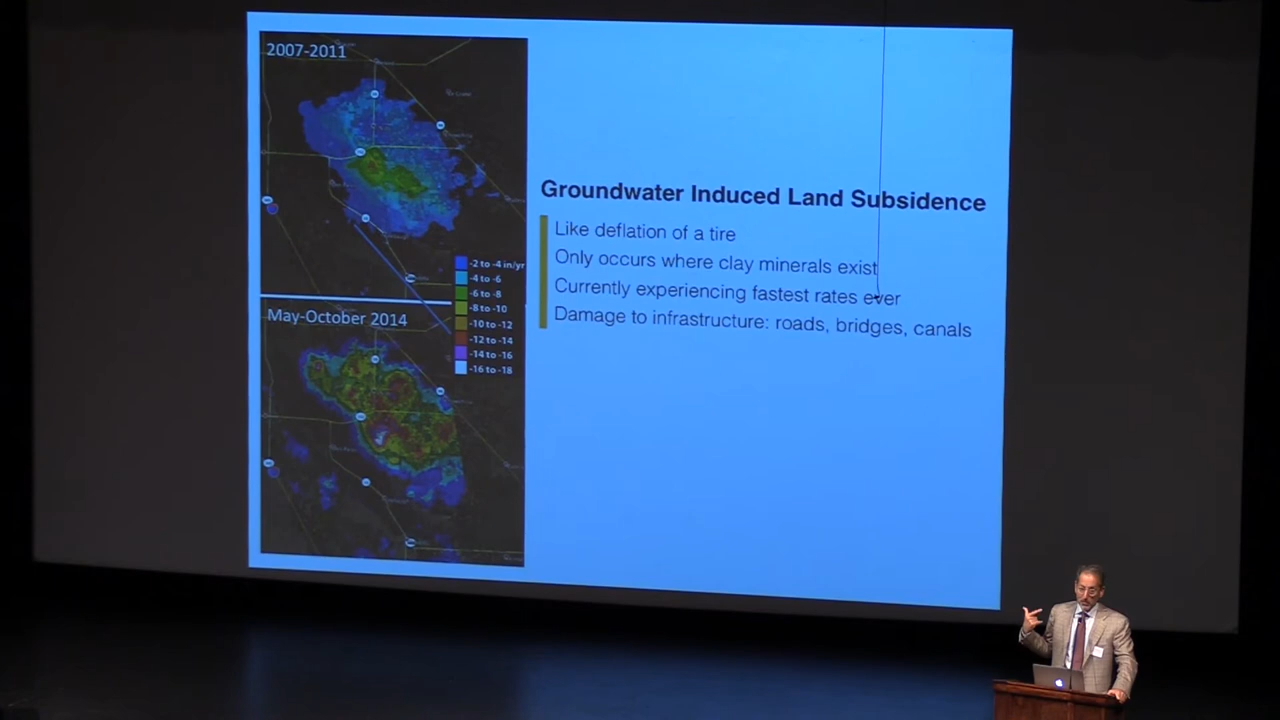 2007-2011
-2 to -4 in/yr
-4 to -6
-6 to -8
-8 to -10
-10 to -12
-12 to -14
-14 to -16
-16 to -18
May-October 2014
Groundwater Induced Land Subsidence
Like deflation of a tire
Only occurs where clay minerals exist
Currently experiencing fastest rates ever
Damage to infrastructure: roads, bridges, canals